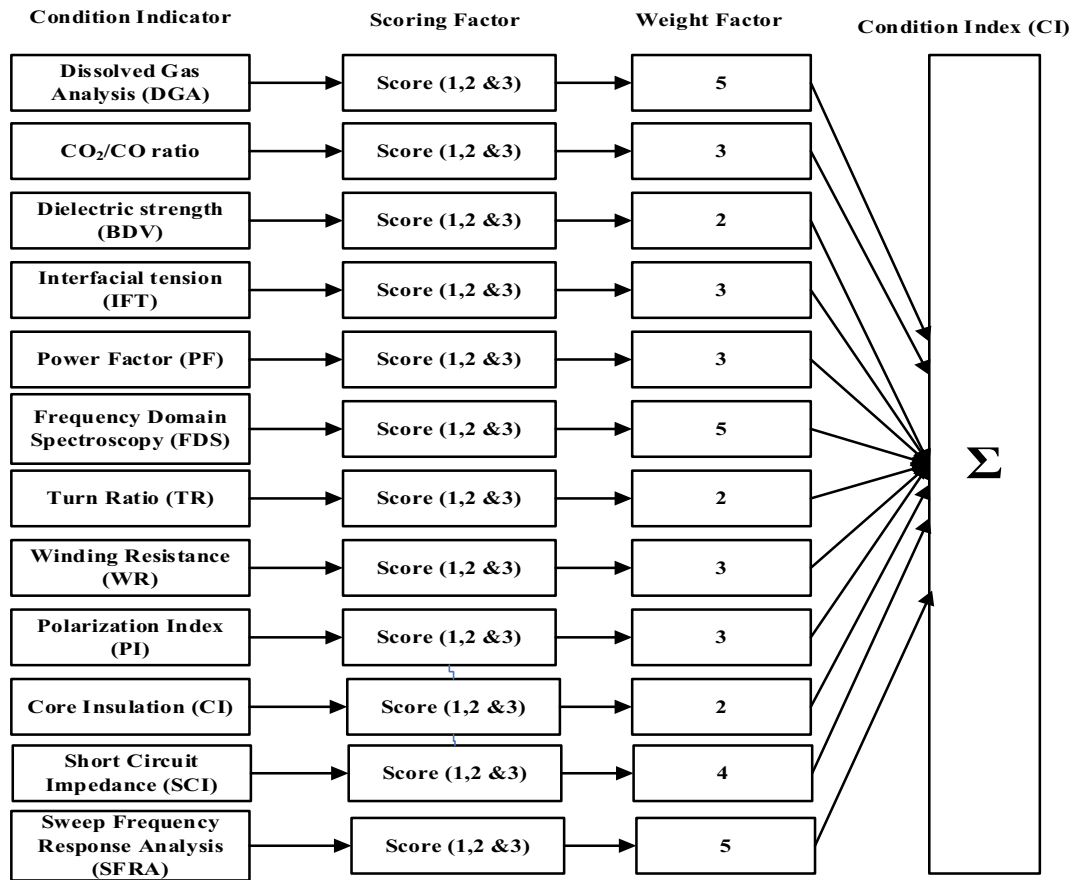 Condition Indicator
Scoring Factor
Weight Factor
Condition Index (CI)
Dissolved Gas
Analysis (DGA)
Score (1,2 &3)
5
CO₂/CO ratio
Score (1,2 &3)
3
Dielectric strength
(BDV)
Score (1,2 &3)
2
Interfacial tension
(IFT)
Score (1,2 &3)
3
Power Factor (PF)
Score (1,2 &3)
3
Frequency Domain
Spectroscopy (FDS)
Score (1,2 &3)
5
Turn Ratio (TR)
Score (1,2 &3)
2
Winding Resistance
(WR)
Score (1,2 &3)
3
Polarization Index
(PI)
Score (1,2 &3)
3
Core Insulation (CI)
Score (1,2 &3)
2
Short Circuit
Impedance (SCI)
Score (1,2 &3)
4
Sweep Frequency
Response Analysis
(SFRA)
Score (1,2 &3)
5
Σ